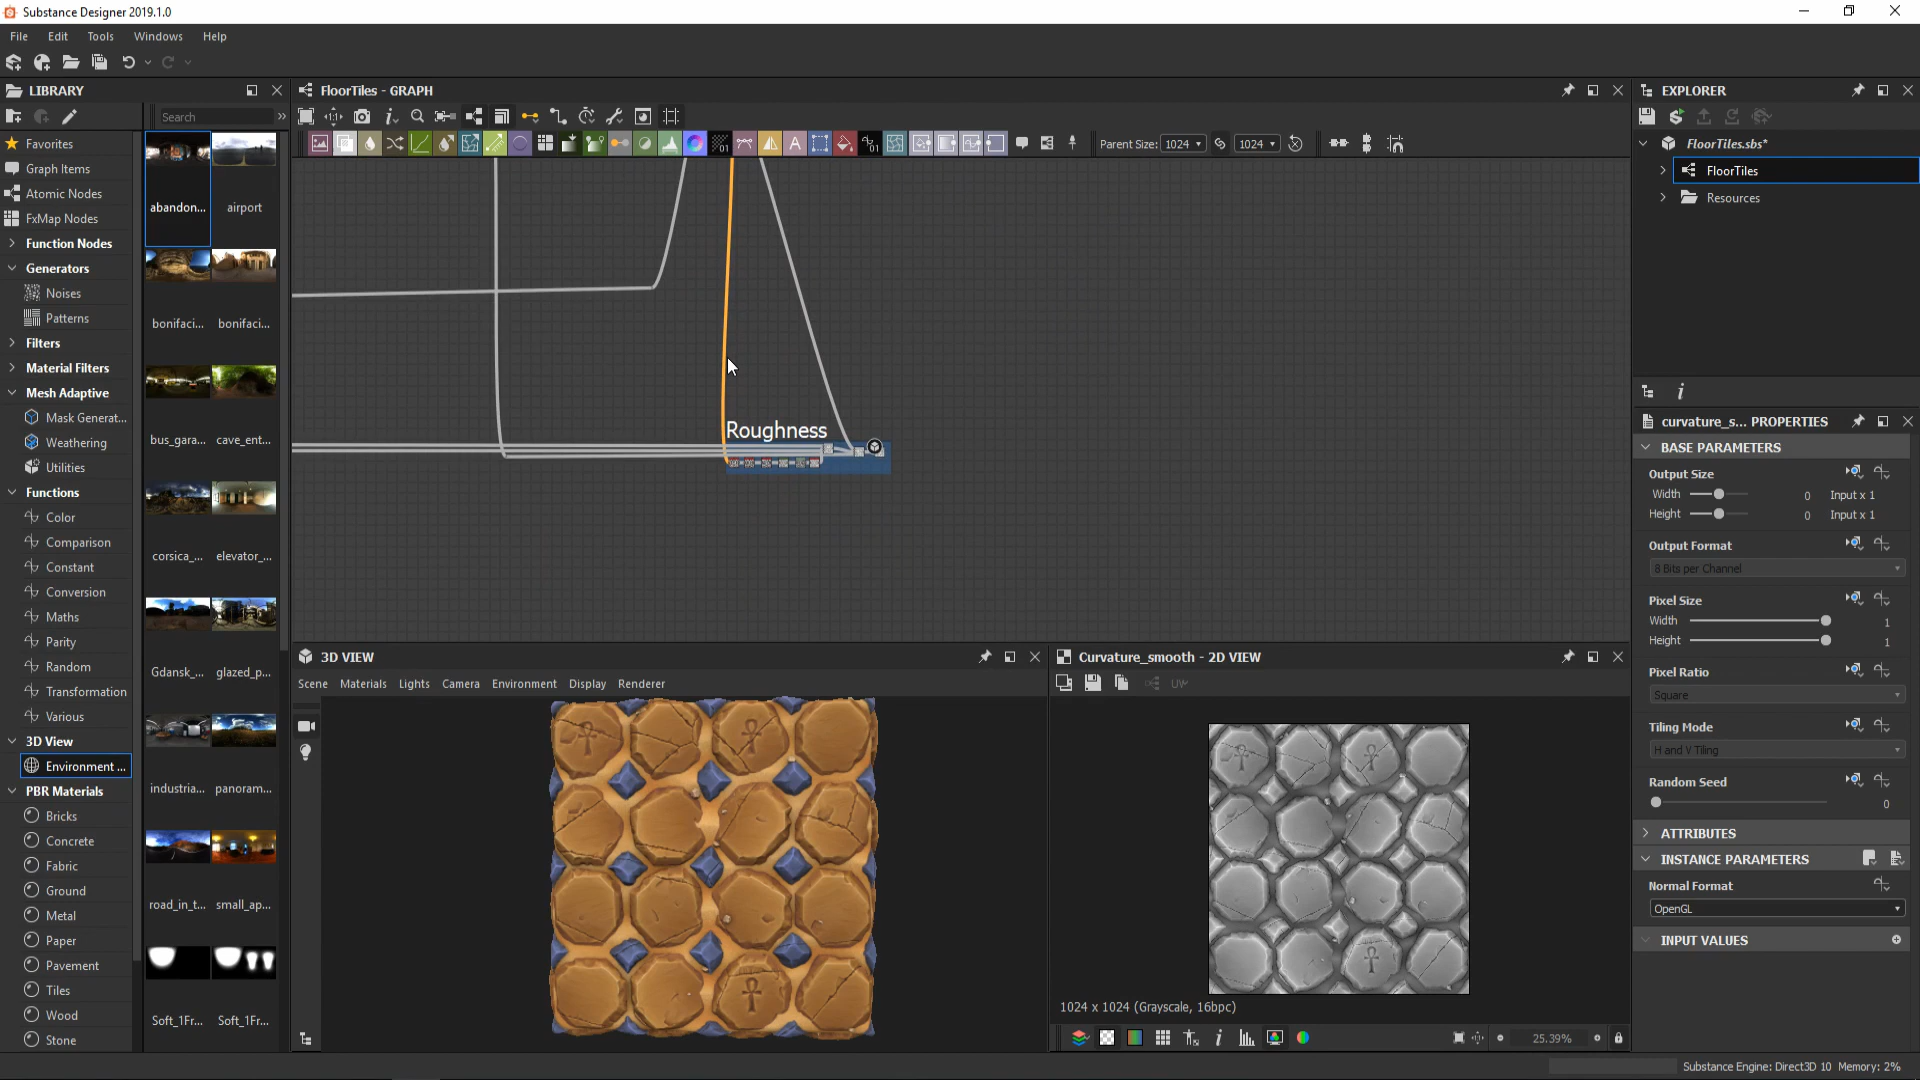 Substance Designer 2019.1.0
File Edit Tools Windows Help
LIBRARY
Search
Favorites
Graph Items
Atomic Nodes
FxMap Nodes
Function Nodes
Generators
Noises
Patterns
Filters
Material Filters
Mesh Adaptive
Mask Generat...
Weathering
Utilities
Functions
Color
Comparison
Constant
Conversion
Maths
Parity
Random
Transformation
Various
3D View
Environment ...
PBR Materials
Bricks
Concrete
Fabric
Ground
Metal
Paper
Pavement
Tiles
Wood
Stone
abandon... airport
bonifaci... bonifaci...
bus_gara... cave_ent...
corsica_... elevator_...
Gdansk_... glazed_p...
industria... panoram...
road_in_t... small_ap...
Soft_1Fr... Soft_1Fr...
FloorTiles - GRAPH
Parent Size: 1024 1024
Roughness
3D VIEW
Scene Materials Lights Camera Environment Display Renderer
Curvature_smooth - 2D VIEW
UV
1024 x 1024 (Grayscale, 16bpc)
25.39%
EXPLORER
FloorTiles.sbs*
FloorTiles
Resources
curvature_s... PROPERTIES
BASE PARAMETERS
Output Size
Width 0 Input x 1
Height 0 Input x 1
Output Format
8 Bits per Channel
Pixel Size
Width 1
Height 1
Pixel Ratio
Square
Tiling Mode
H and V Tiling
Random Seed
0
ATTRIBUTES
INSTANCE PARAMETERS
Normal Format
OpenGL
INPUT VALUES
Substance Engine: Direct3D 10 Memory: 2%